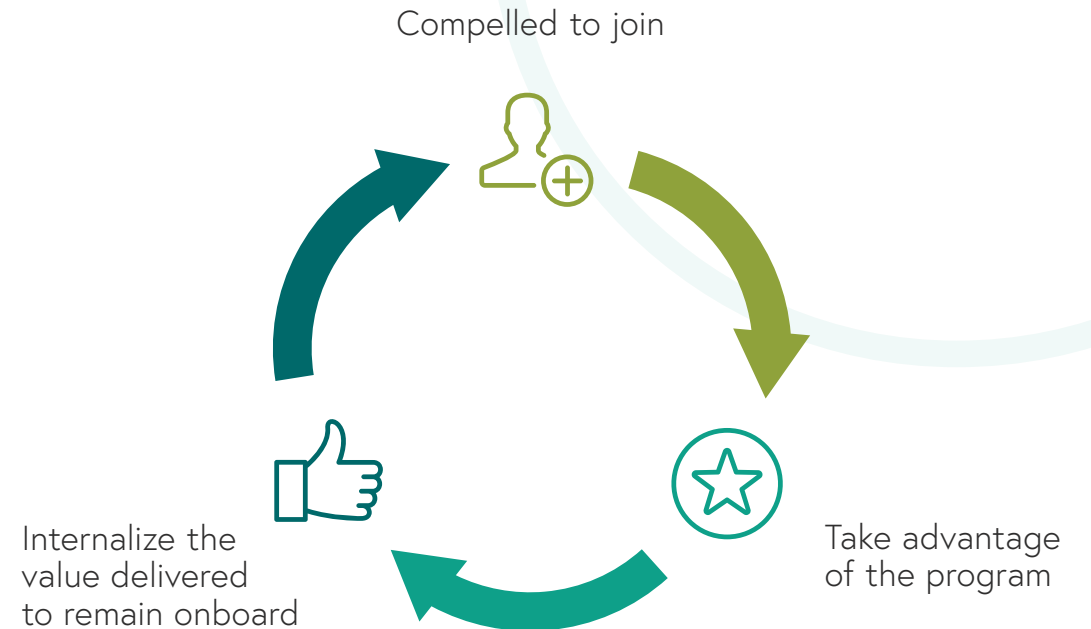 Compelled to join
Take advantage
of the program
Internalize the
value delivered
to remain onboard